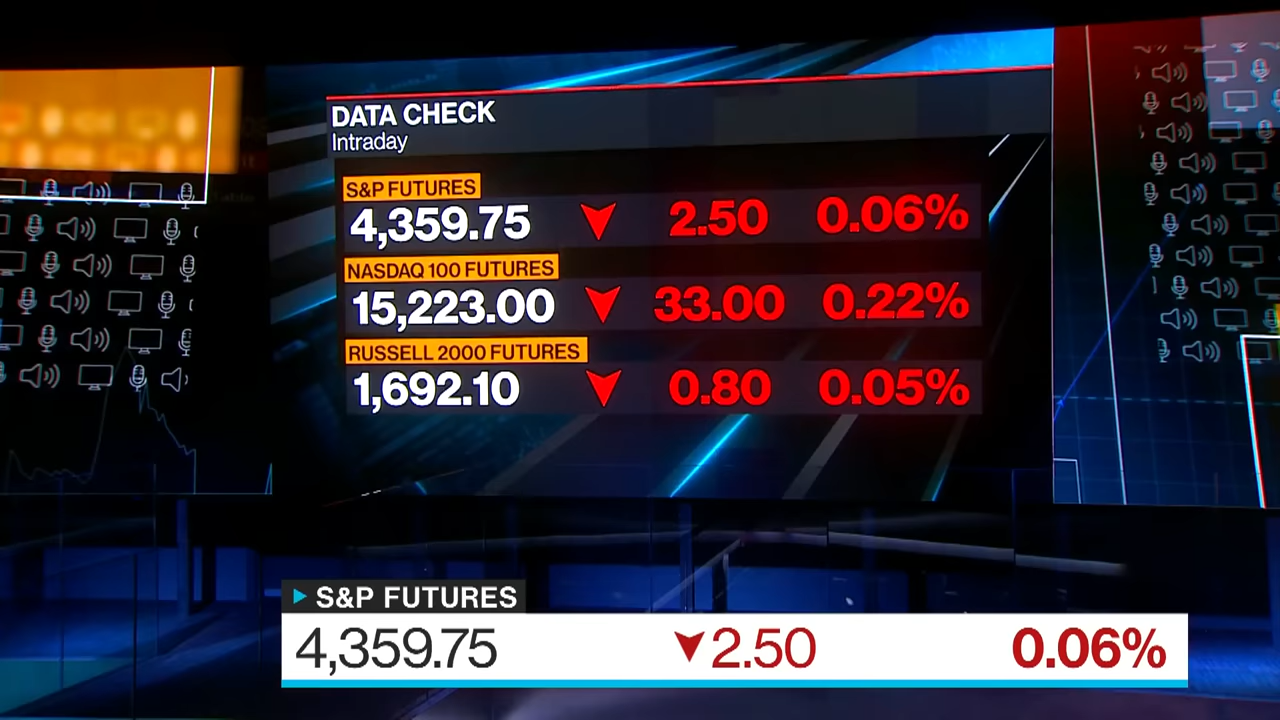 DATA CHECK
Intraday
S&P FUTURES
4,359.75 2.50 0.06%
NASDAQ 100 FUTURES
15,223.00 33.00 0.22%
RUSSELL 2000 FUTURES
1,692.10 0.80 0.05%
S&P FUTURES
4,359.75 2.50 0.06%